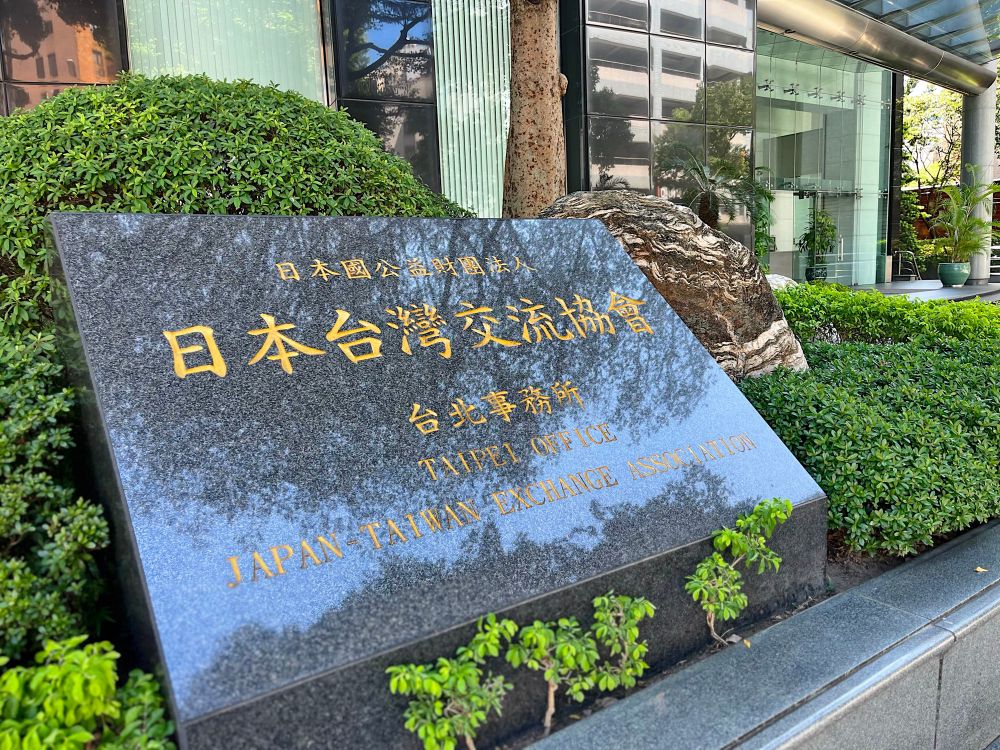 日本國公益財團法人
日本台灣交流協會
台北事務所
TAIPEI OFFICE
JAPAN-TAIWAN EXCHANGE ASSOCIATION